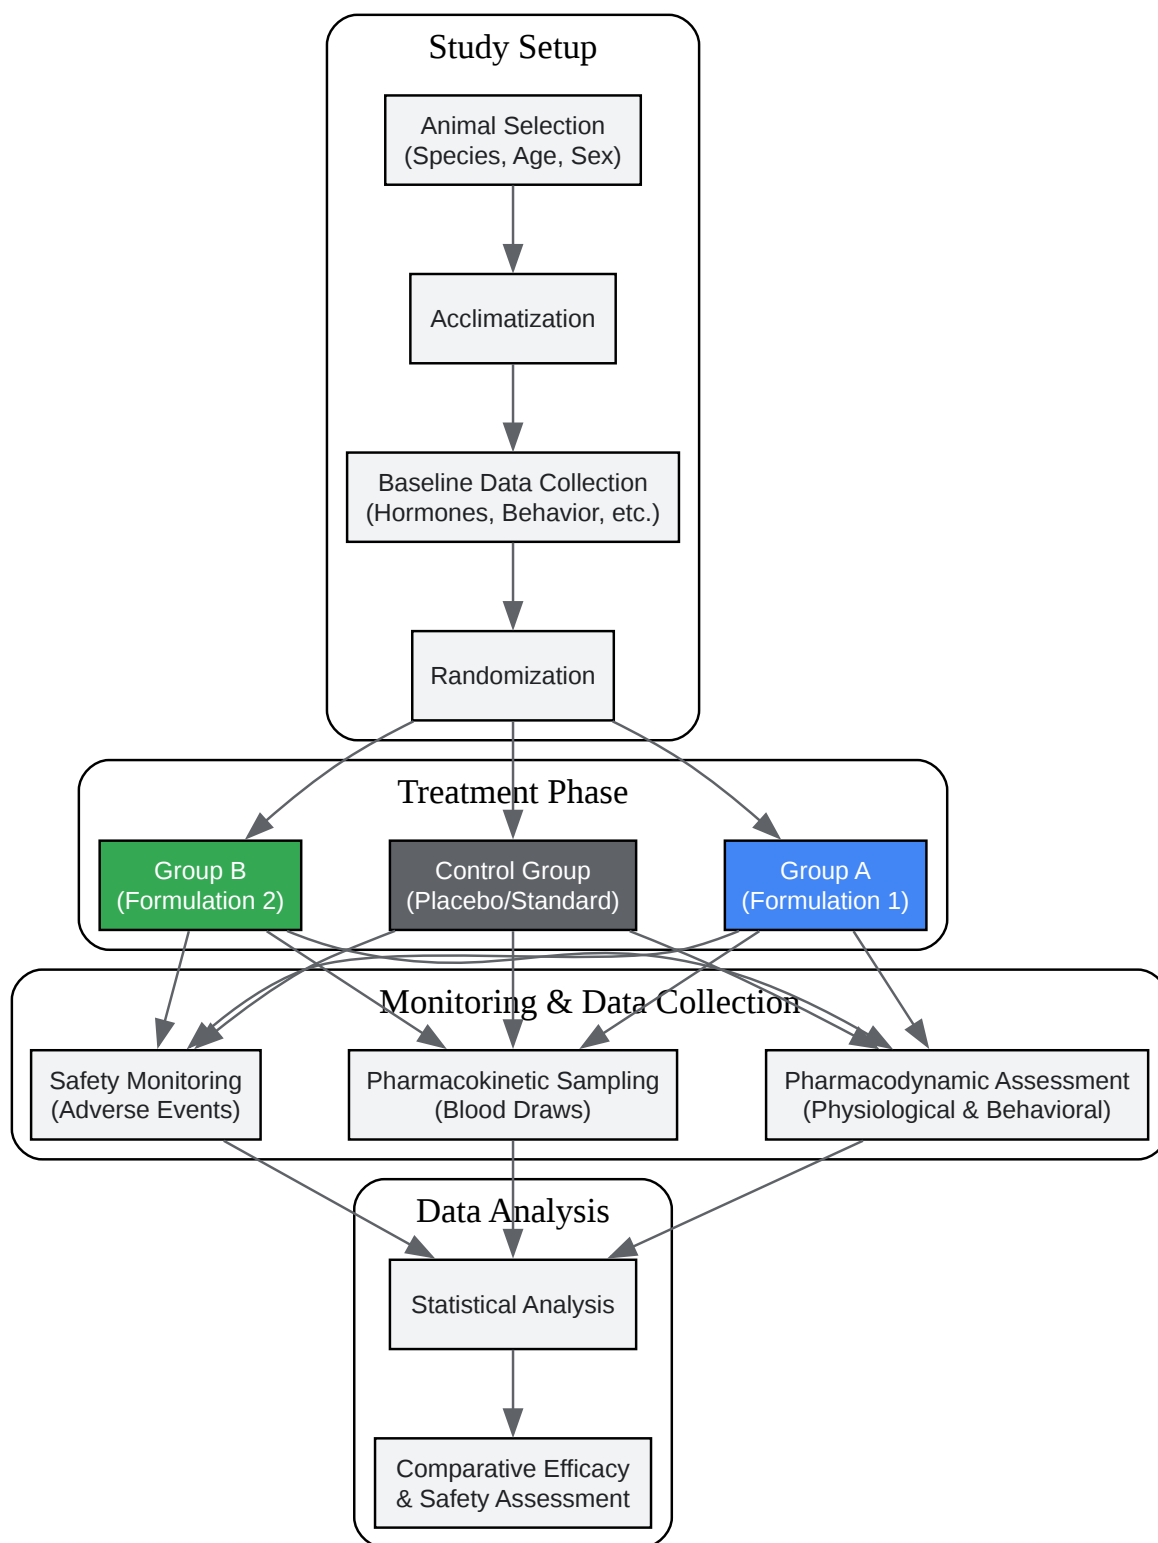 Study Setup
Animal Selection
(Species, Age, Sex)
Acclimatization
Baseline Data Collection
(Hormones, Behavior, etc.)
Randomization
Treatment Phase
Group B
(Formulation 2)
Control Group
(Placebo/Standard)
Group A
(Formulation 1)
Monitoring & Data Collection
Safety Monitoring
(Adverse Events)
Pharmacokinetic Sampling
(Blood Draws)
Pharmacodynamic Assessment
(Physiological & Behavioral)
Data Analysis
Statistical Analysis
Comparative Efficacy
& Safety Assessment